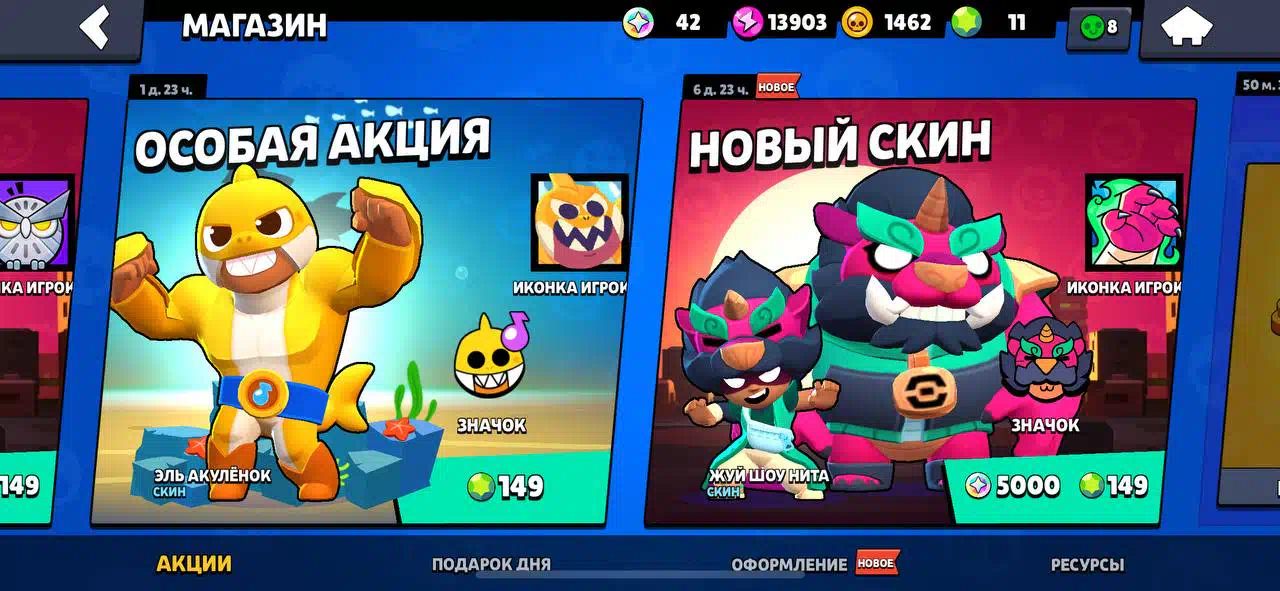 МАГАЗИН
42
13903
1462
11
8
1 д. 23 ч.
ОСОБАЯ АКЦИЯ
ИКОНКА ИГРОК
ЗНАЧОК
ЭЛЬ АКУЛЁНОК
СКИН
149
6 д. 23 ч.
НОВОЕ
НОВЫЙ СКИН
ИКОНКА ИГРОК
ЗНАЧОК
ЖУЙ ШОУ НИТА
СКИН
5000
149
КА ИГРОК
149
50 м.
АКЦИИ
ПОДАРОК ДНЯ
ОФОРМЛЕНИЕ
НОВОЕ
РЕСУРСЫ